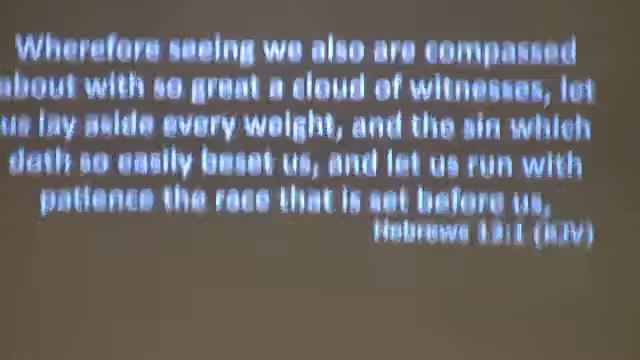 Wherefore seeing we also are compassed
about with so great a cloud of witnesses, let
us lay aside every weight, and the sin which
doth so easily beset us, and let us run with
patience the race that is set before us,
Hebrews 12:1 (KJV)